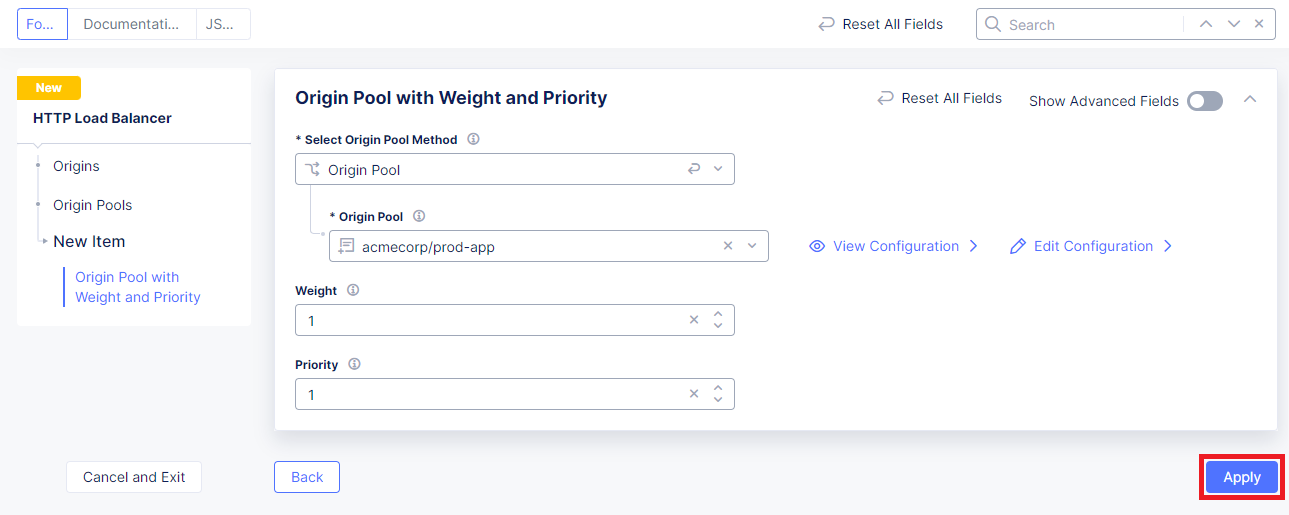 Fo...
Documentati...
JS...
Reset All Fields
Search
New
HTTP Load Balancer
Origins
Origin Pools
New Item
Origin Pool with
Weight and Priority
Origin Pool with Weight and Priority
Reset All Fields
Show Advanced Fields
* Select Origin Pool Method
Origin Pool
* Origin Pool
acmecorp/prod-app
View Configuration
Edit Configuration
Weight
1
Priority
1
Cancel and Exit
Back
Apply